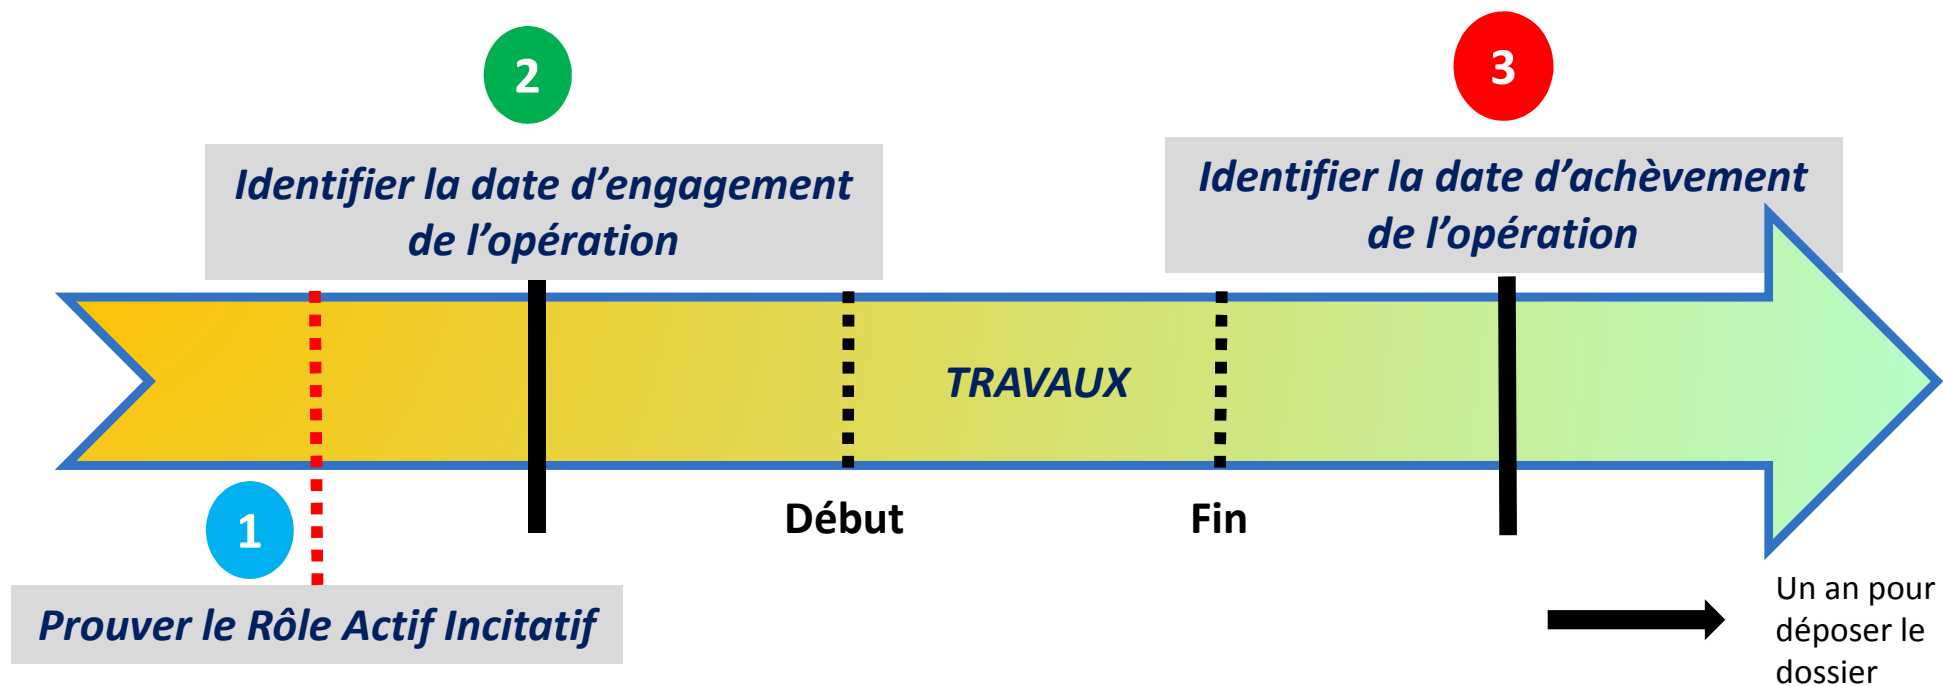 2
3
Identifier la date d’engagement
de l’opération
Identifier la date d’achèvement
de l’opération
TRAVAUX
Début
Fin
1
Prouver le Rôle Actif Incitatif
Un an pour
déposer le
dossier